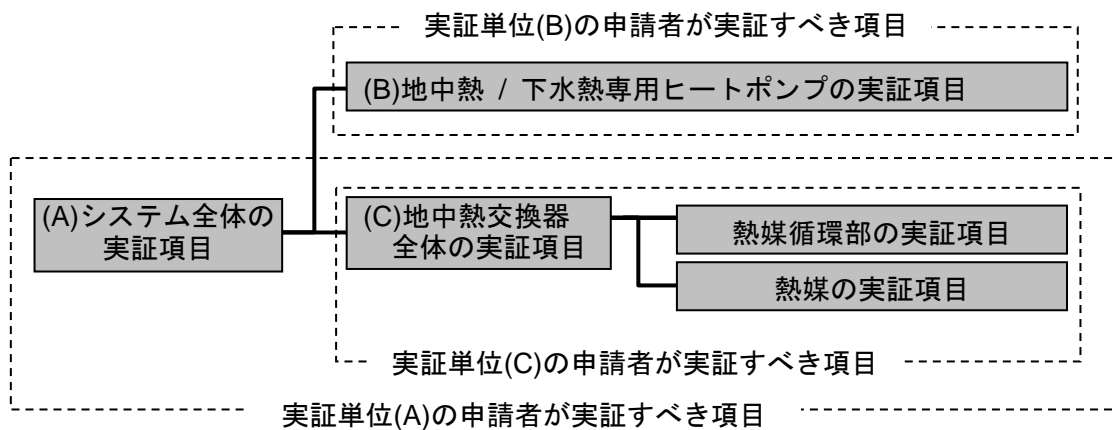 実証単位(B)の申請者が実証すべき項目
(B)地中熱 / 下水熱専用ヒートポンプの実証項目
(A)システム全体の
実証項目
(C)地中熱交換器
全体の実証項目
熱媒循環部の実証項目
熱媒の実証項目
実証単位(C)の申請者が実証すべき項目
実証単位(A)の申請者が実証すべき項目